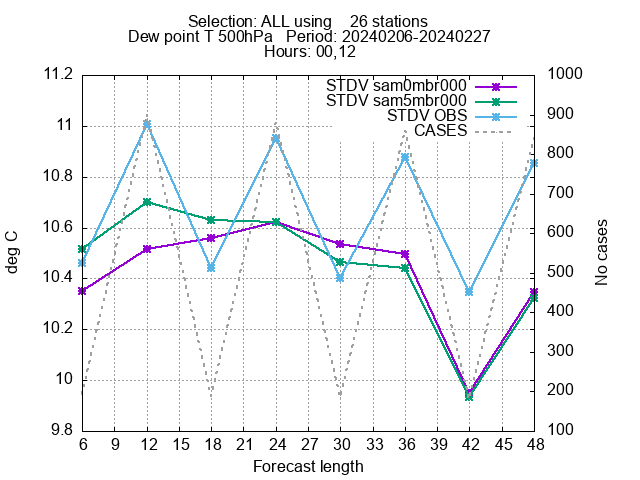 Selection: ALL using    26 stations
Dew point T 500hPa   Period: 20240206-20240227
Hours: 00,12
11.2
11
10.8
10.6
10.4
10.2
10
9.8
deg C
STDV sam0mbr000
STDV sam5mbr000
STDV OBS
CASES
1000
900
800
700
600
500
400
300
200
100
No cases
6 9 12 15 18 21 24 27 30 33 36 39 42 45 48
Forecast length